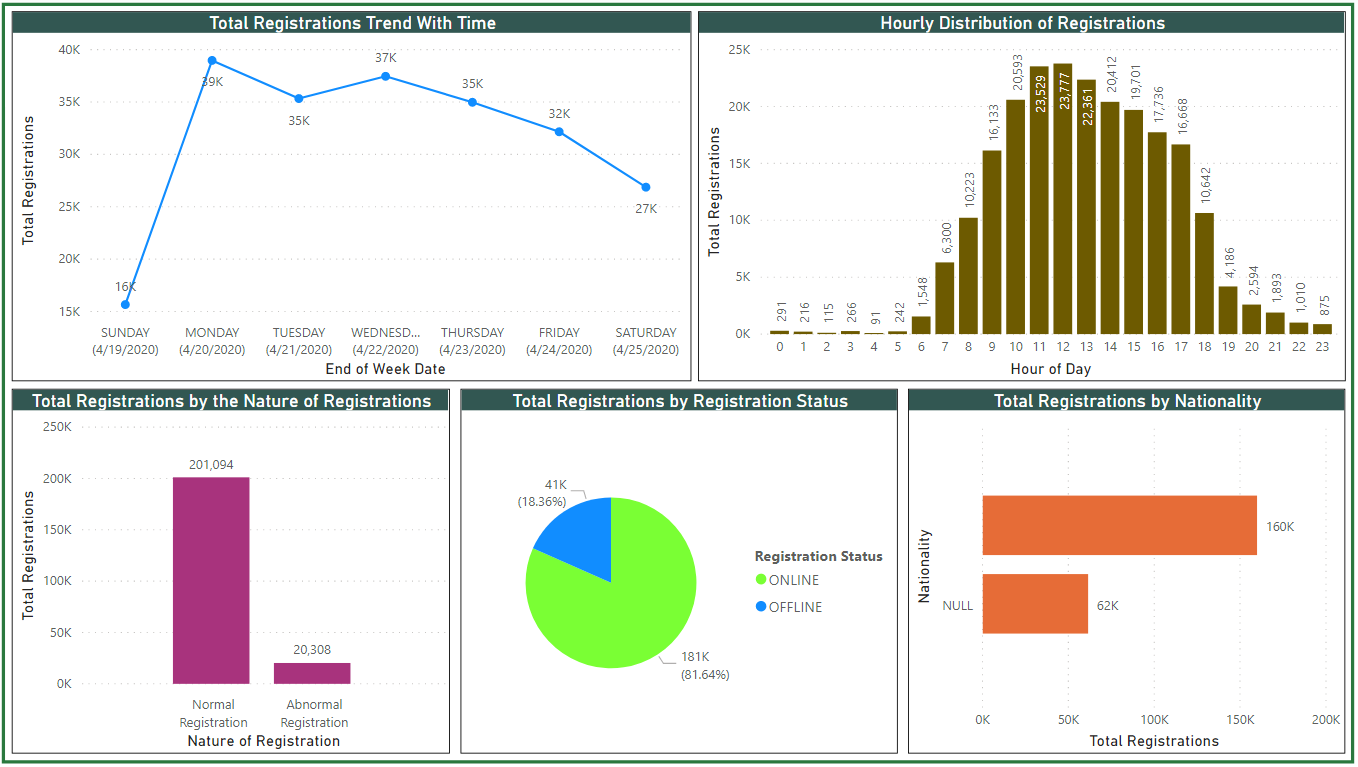 Total Registrations Trend With Time
40K
35K
30K
25K
20K
15K
Total Registrations
16K
39K
35K
37K
35K
32K
27K
SUNDAY (4/19/2020)
MONDAY (4/20/2020)
TUESDAY (4/21/2020)
WEDNESD... (4/22/2020)
THURSDAY (4/23/2020)
FRIDAY (4/24/2020)
SATURDAY (4/25/2020)
End of Week Date
Hourly Distribution of Registrations
25K
20K
15K
10K
5K
0K
Total Registrations
291
216
115
266
91
242
1,548
6,300
10,223
16,133
20,593
23,529
23,777
22,361
20,412
19,701
17,736
16,668
10,642
4,186
2,594
1,893
1,010
875
0 1 2 3 4 5 6 7 8 9 10 11 12 13 14 15 16 17 18 19 20 21 22 23
Hour of Day
Total Registrations by the Nature of Registrations
250K
200K
150K
100K
50K
0K
Total Registrations
201,094
20,308
Normal
Registration
Abnormal
Registration
Nature of Registration
Total Registrations by Registration Status
41K
(18.36%)
181K
(81.64%)
Registration Status
ONLINE
OFFLINE
Total Registrations by Nationality
Nationality
160K
NULL
62K
0K 50K 100K 150K 200K
Total Registrations